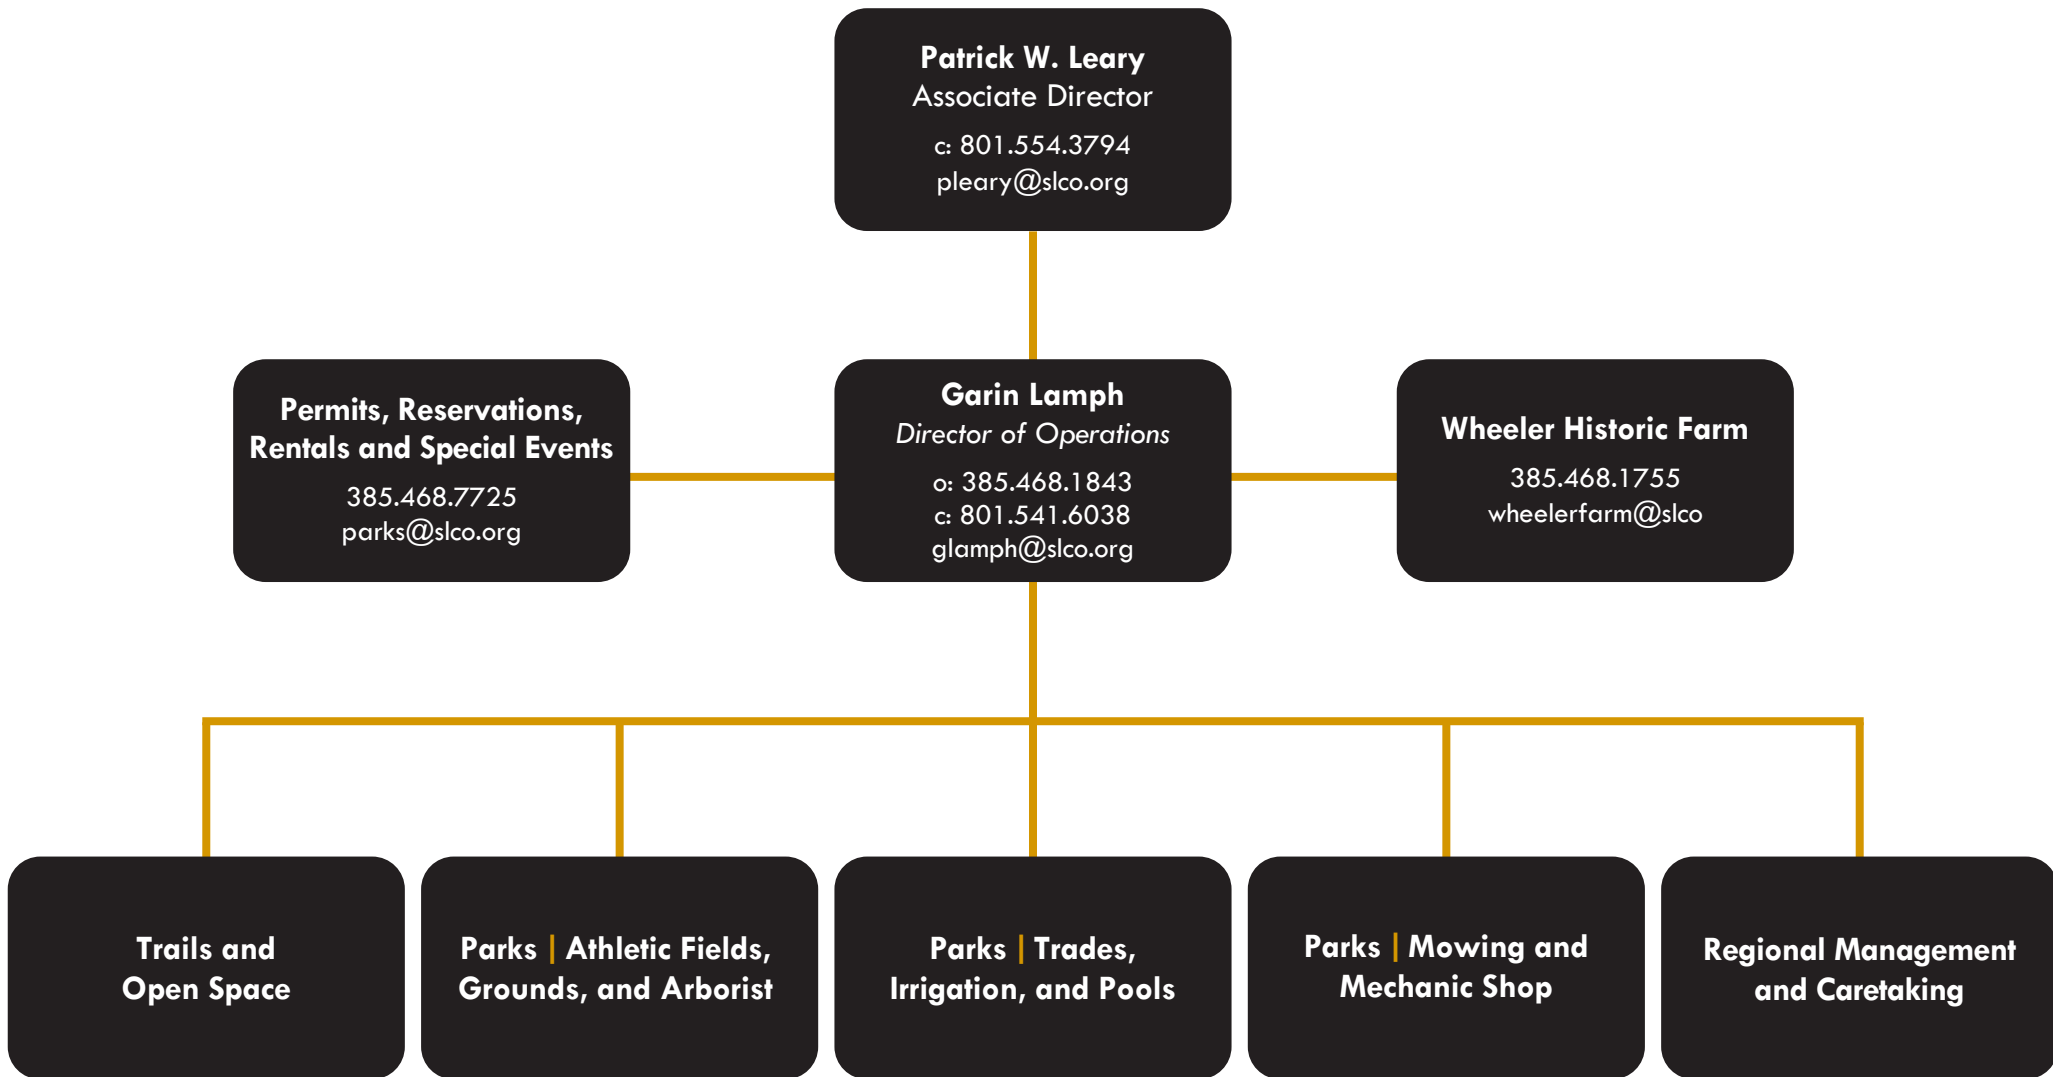 Patrick W. Leary
Associate Director
c: 801.554.3794
pleary@slco.org
Permits, Reservations,
Rentals and Special Events
385.468.7725
parks@slco.org
Garin Lamph
Director of Operations
o: 385.468.1843
c: 801.541.6038
glamph@slco.org
Wheeler Historic Farm
385.468.1755
wheelerfarm@slco
Trails and
Open Space
Parks | Athletic Fields,
Grounds, and Arborist
Parks | Trades,
Irrigation, and Pools
Parks | Mowing and
Mechanic Shop
Regional Management
and Caretaking